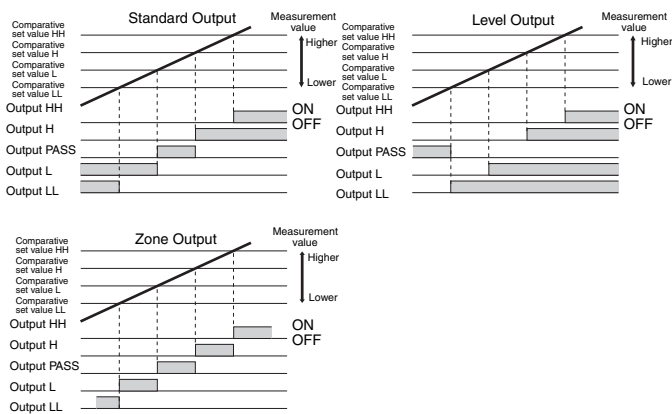 Standard Output
Measurement
value
Comparative
set value HH
Comparative
set value H
Comparative
set value L
Comparative
set value LL
Higher
Lower
Output HH
ON
OFF
Output H
Output PASS
Output L
Output LL
Level Output
Measurement
value
Comparative
set value HH
Comparative
set value H
Comparative
set value L
Comparative
set value LL
Higher
Lower
Output HH
ON
OFF
Output H
Output PASS
Output L
Output LL
Zone Output
Measurement
value
Comparative
set value HH
Comparative
set value H
Comparative
set value L
Comparative
set value LL
Higher
Lower
Output HH
ON
OFF
Output H
Output PASS
Output L
Output LL